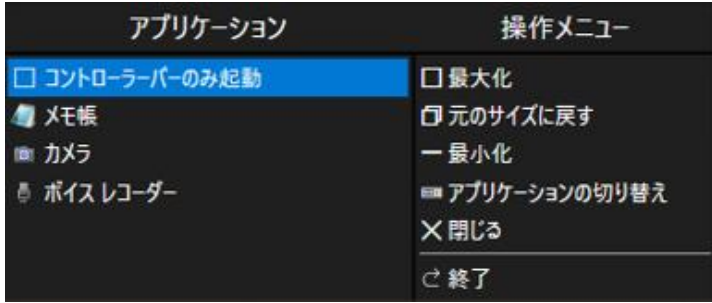 アプリケーション
操作メニュー
コントローラーバーのみ起動
メモ帳
カメラ
ボイス レコーダー
最大化
元のサイズに戻す
最小化
アプリケーションの切り替え
閉じる
終了